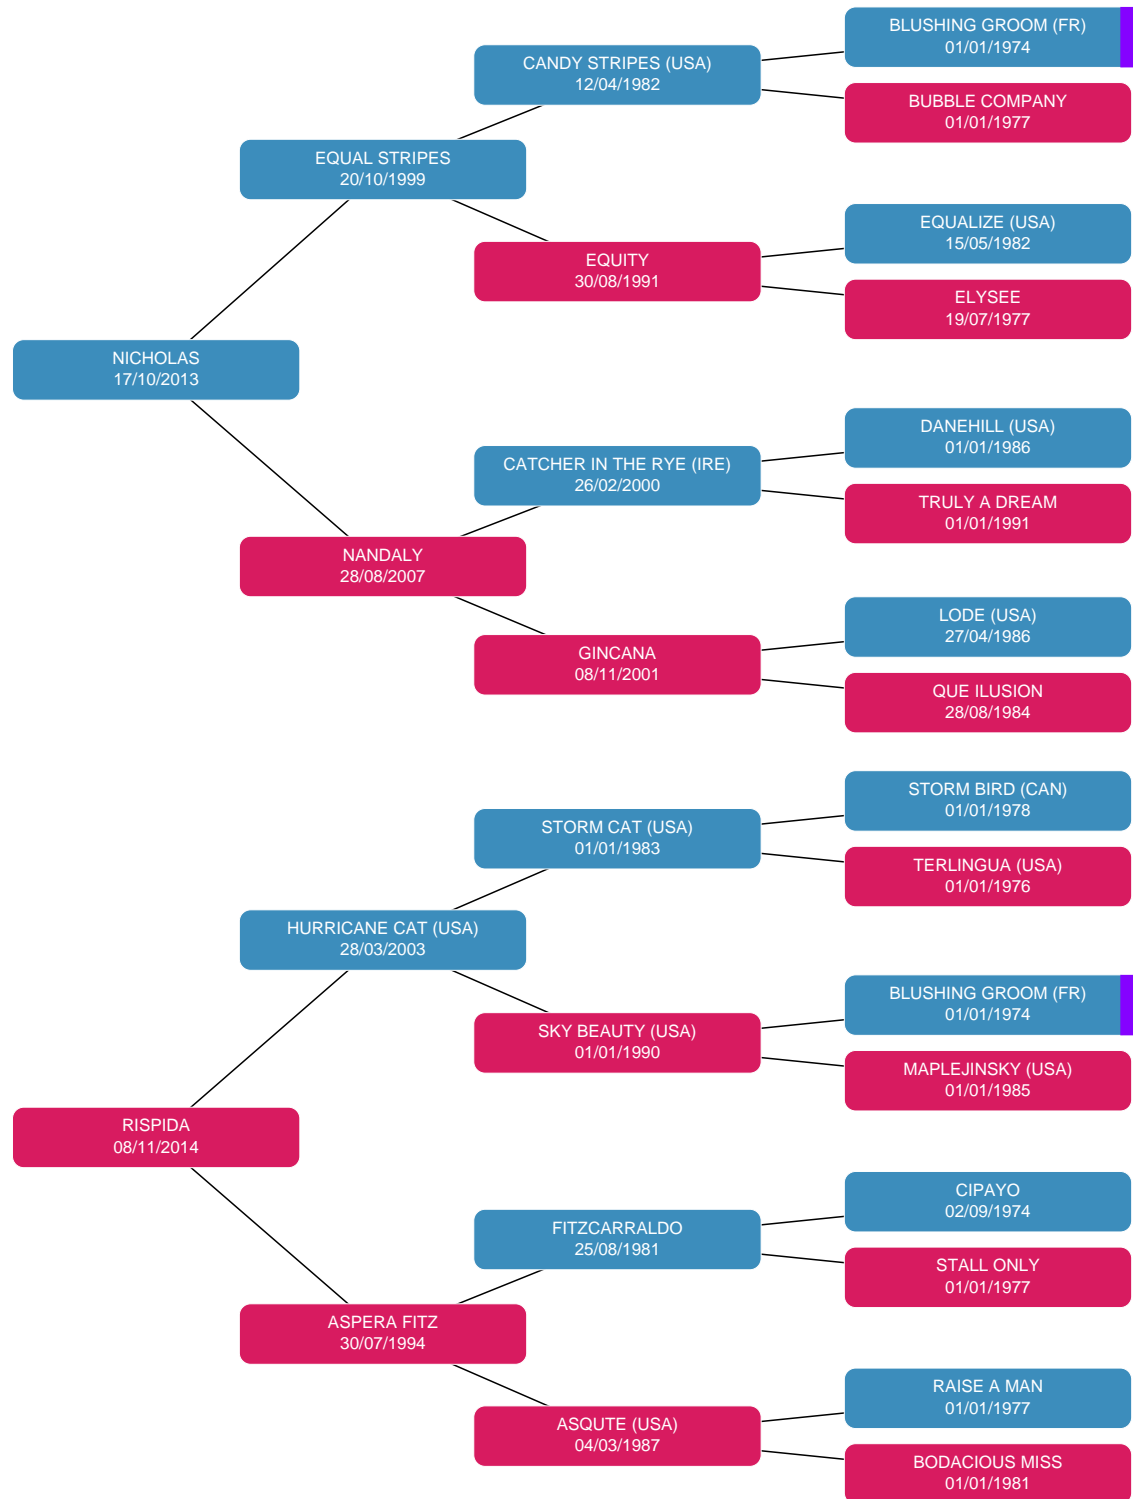 BLUSHING GROOM (FR)
01/01/1974
CANDY STRIPES (USA)
12/04/1982
BUBBLE COMPANY
01/01/1977
EQUAL STRIPES
20/10/1999
EQUALIZE (USA)
15/05/1982
EQUITY
30/08/1991
ELYSEE
19/07/1977
NICHOLAS
17/10/2013
DANEHILL (USA)
01/01/1986
CATCHER IN THE RYE (IRE)
26/02/2000
TRULY A DREAM
01/01/1991
NANDALY
28/08/2007
LODE (USA)
27/04/1986
GINCANA
08/11/2001
QUE ILUSION
28/08/1984
STORM BIRD (CAN)
01/01/1978
STORM CAT (USA)
01/01/1983
TERLINGUA (USA)
01/01/1976
HURRICANE CAT (USA)
28/03/2003
BLUSHING GROOM (FR)
01/01/1974
SKY BEAUTY (USA)
01/01/1990
MAPLEJINSKY (USA)
01/01/1985
RISPIDA
08/11/2014
CIPAYO
02/09/1974
FITZCARRALDO
25/08/1981
STALL ONLY
01/01/1977
ASPERA FITZ
30/07/1994
RAISE A MAN
01/01/1977
ASQUTE (USA)
04/03/1987
BODACIOUS MISS
01/01/1981